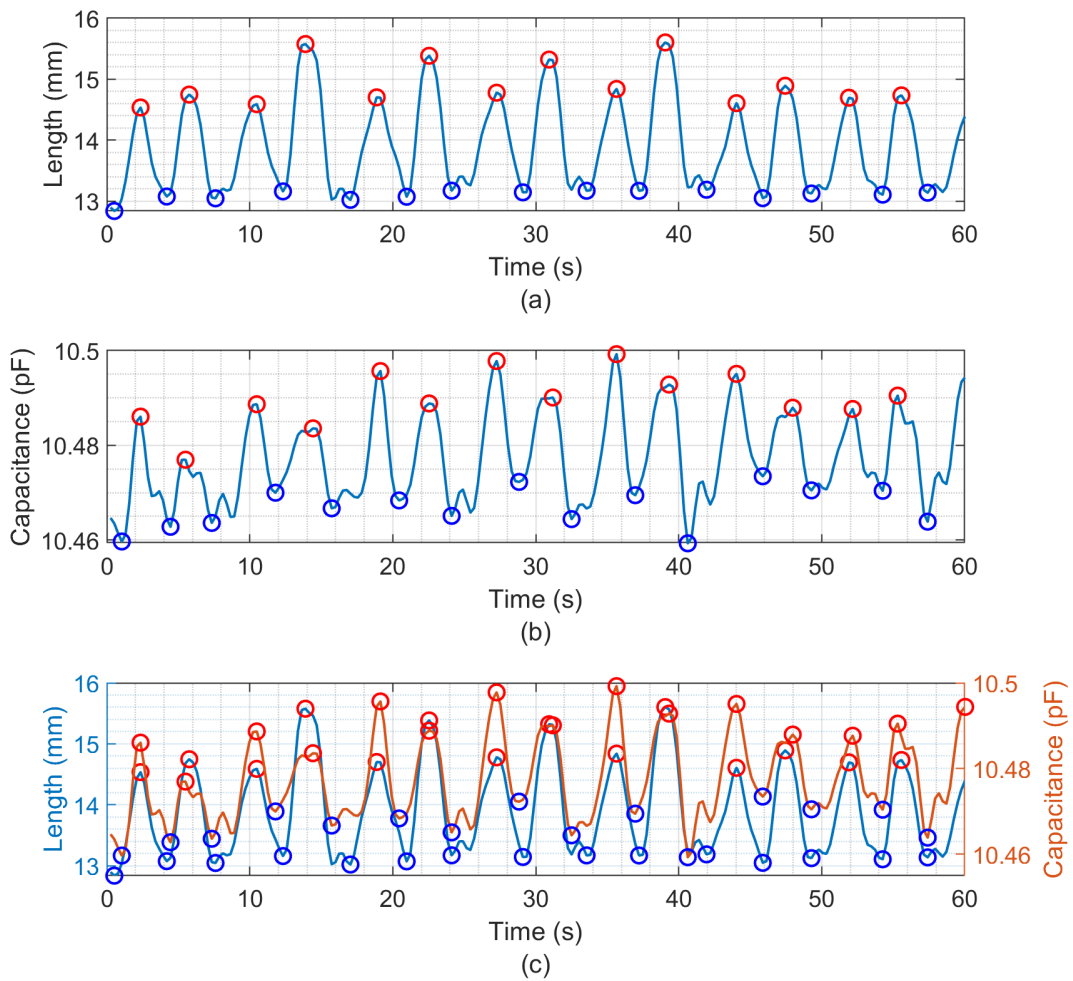 Length (mm)
16
15
14
13
0 10 20 30 40 50 60
Time (s)
(a)
Capacitance (pF)
10.5
10.48
10.46
0 10 20 30 40 50 60
Time (s)
(b)
Length (mm)
16 10.5
15
10.48
14
13 10.46
Capacitance (pF)
0 10 20 30 40 50 60
Time (s)
(c)